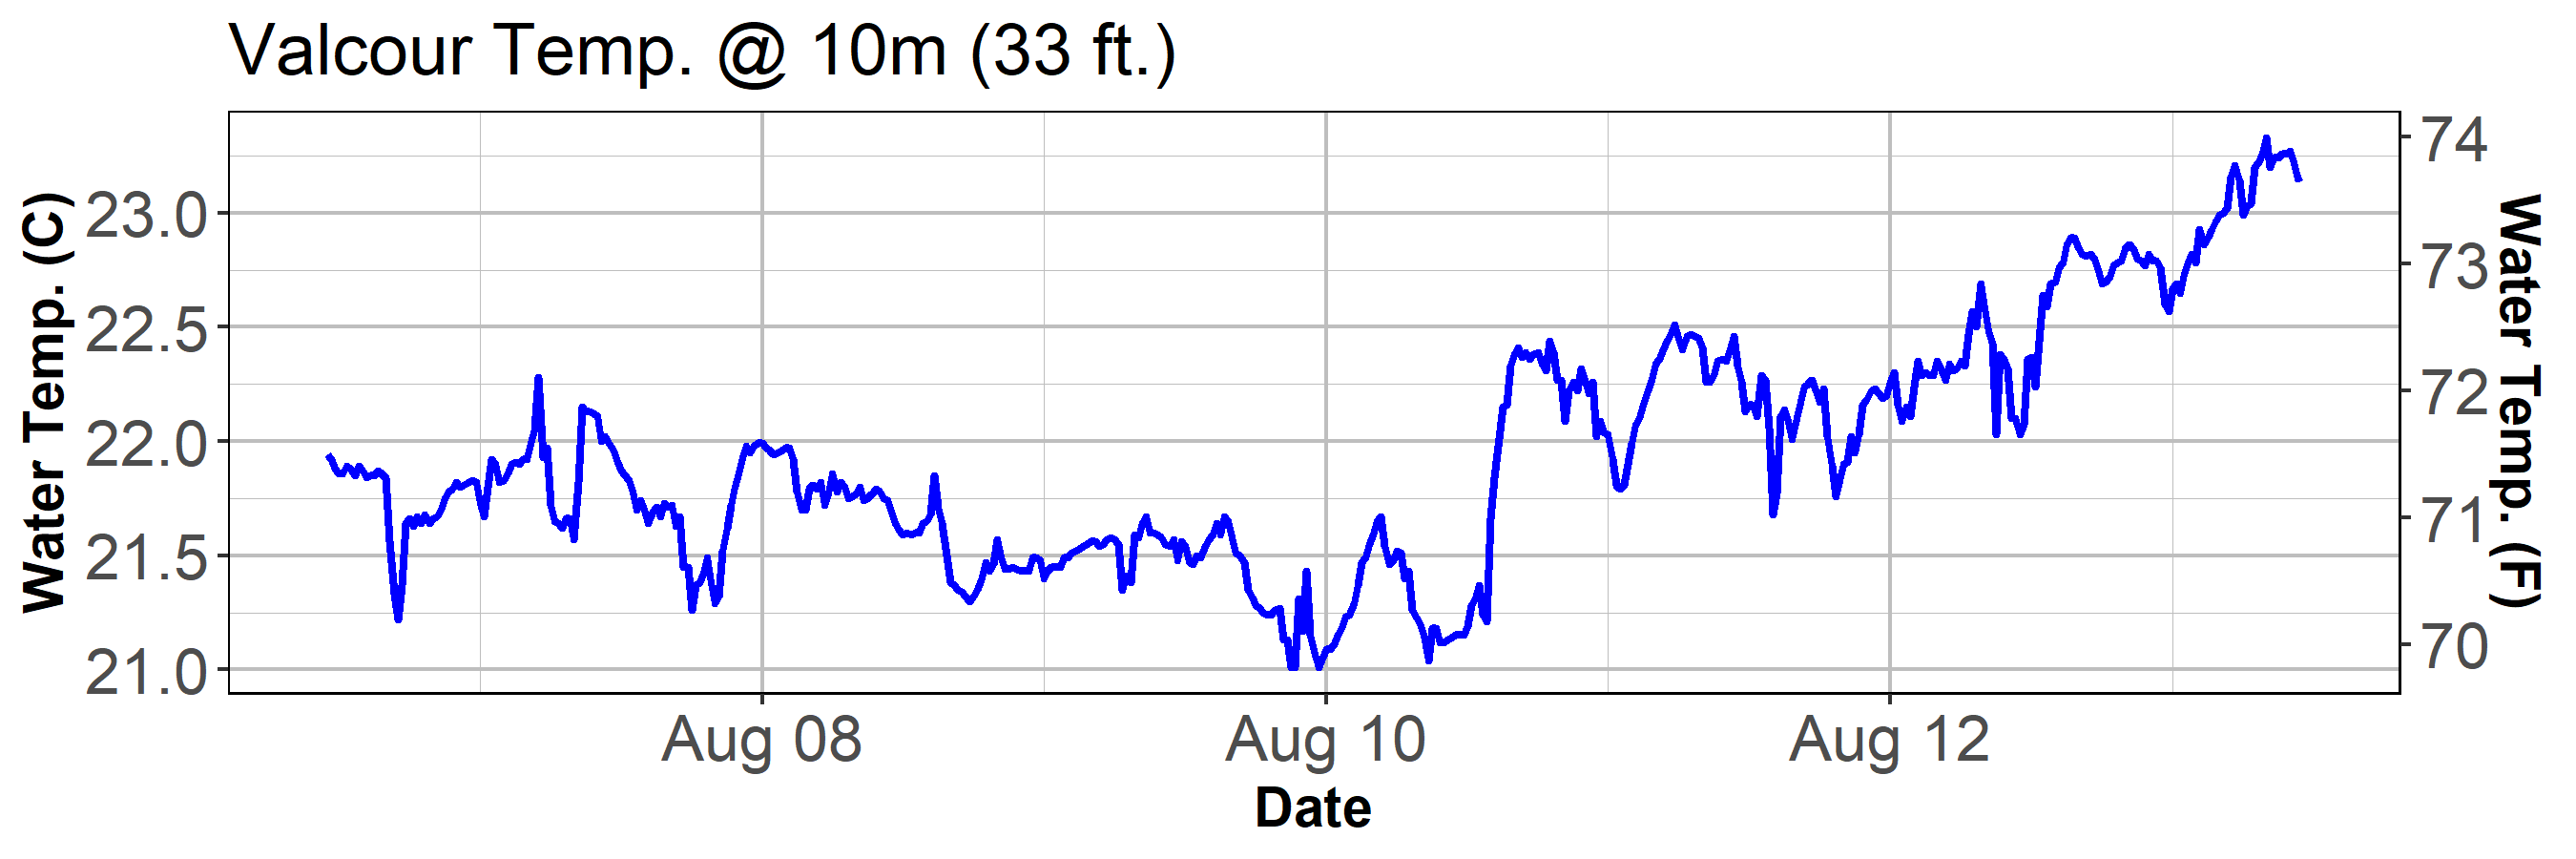 Valcour Temp. @ 10m (33 ft.)
Water Temp. (C)
23.0
22.5
22.0
21.5
21.0
74
73
72
71
70
Water Temp. (F)
Aug 08 Aug 10 Aug 12
Date